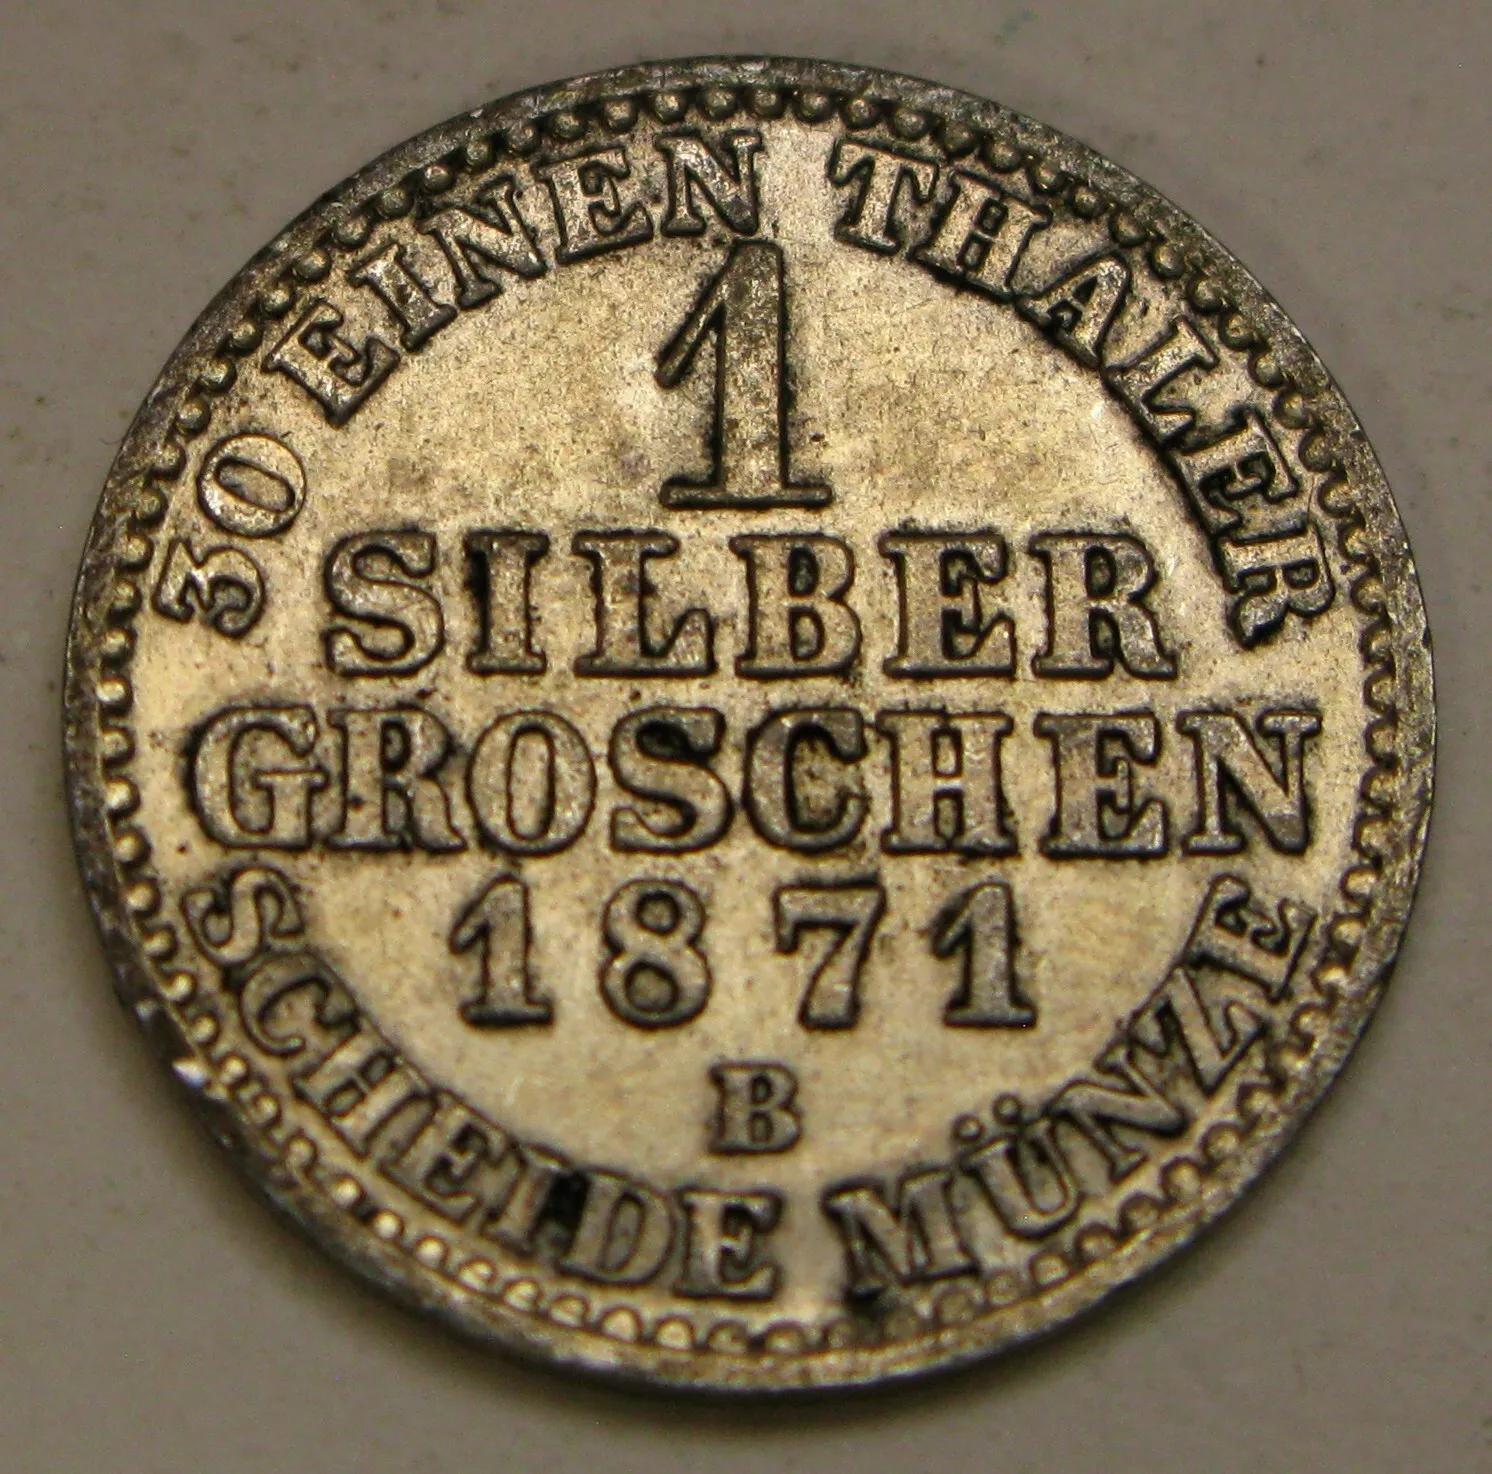 30 EINEN THALER
1
SILBER
GROSCHEN
1871
B
SCHEIDE MÜNZE